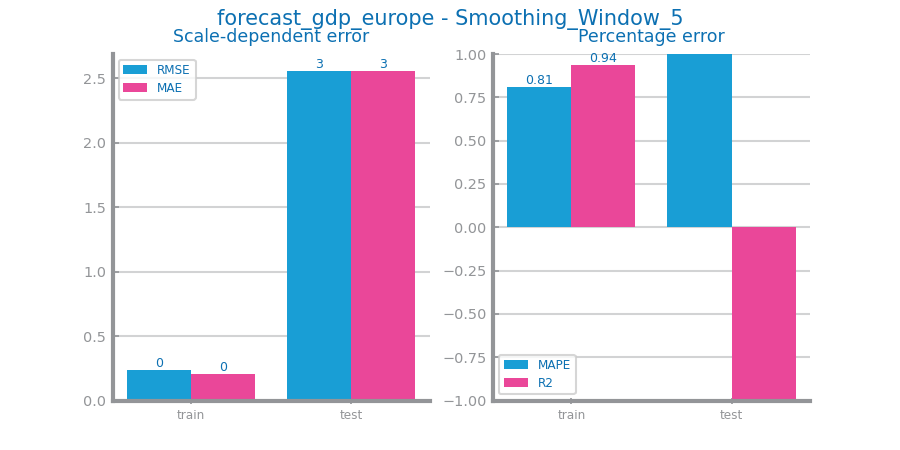 forecast_gdp_europe - Smoothing_Window_5
Scale-dependent error
RMSE
MAE
2.5
2.0
1.5
1.0
0.5
0.0
0
0
3
3
train
test
Percentage error
1.00
0.75
0.50
0.25
0.00
−0.25
−0.50
−0.75
−1.00
0.81
0.94
MAPE
R2
train
test